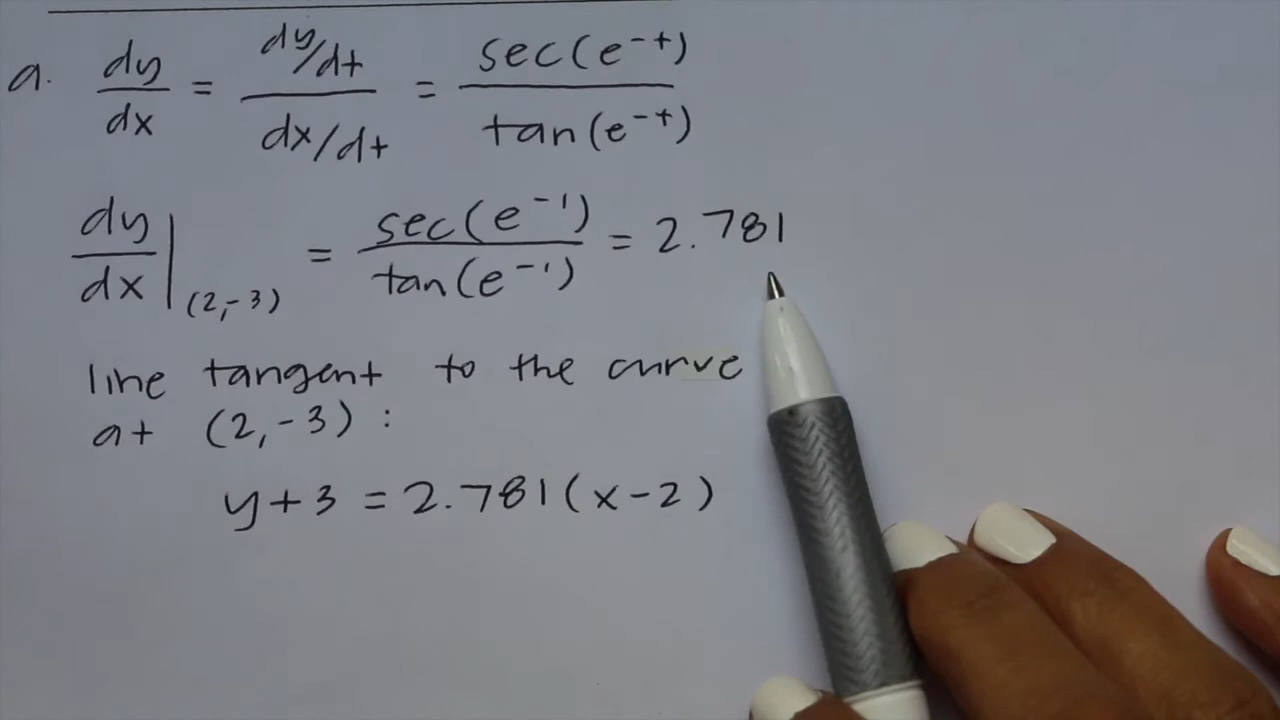 a. dy/dx = (dy/dt)/(dx/dt) = sec(e^-t)/tan(e^-t)
dy/dx|(2,-3) = sec(e^-1)/tan(e^-1) = 2.781
line tangent to the curve
at (2,-3):
y+3 = 2.781(x-2)